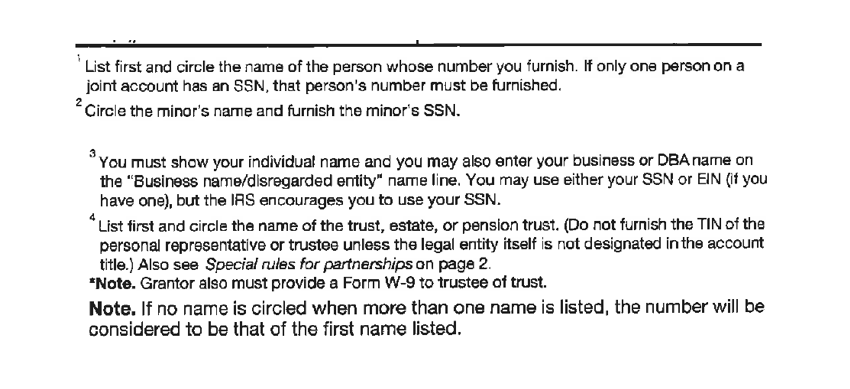 1 List first and circle the name of the person whose number you furnish. If only one person on a
joint account has an SSN, that person's number must be furnished.
2 Circle the minor's name and furnish the minor's SSN.
3 You must show your individual name and you may also enter your business or DBA name on
the "Business name/disregarded entity" name line. You may use either your SSN or EIN (if you
have one), but the IRS encourages you to use your SSN.
4 List first and circle the name of the trust, estate, or pension trust. (Do not furnish the TIN of the
personal representative or trustee unless the legal entity itself is not designated in the account
title.) Also see Special rules for partnerships on page 2.
*Note. Grantor also must provide a Form W-9 to trustee of trust.
Note. If no name is circled when more than one name is listed, the number will be
considered to be that of the first name listed.